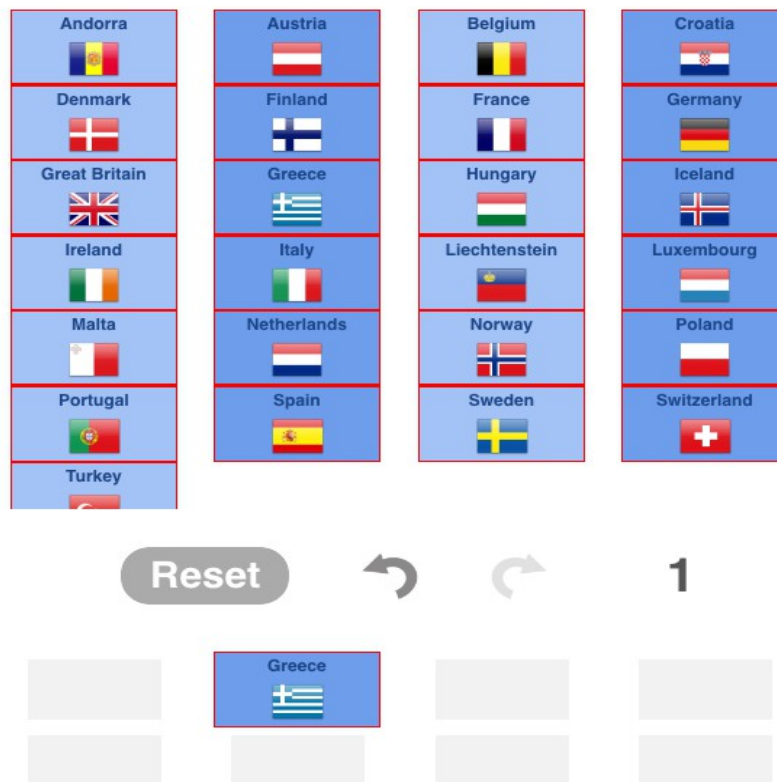 Andorra Austria Belgium Croatia
Denmark Finland France Germany
Great Britain Greece Hungary Iceland
Ireland Italy Liechtenstein Luxembourg
Malta Netherlands Norway Poland
Portugal Spain Sweden Switzerland
Turkey
Reset 1
Greece